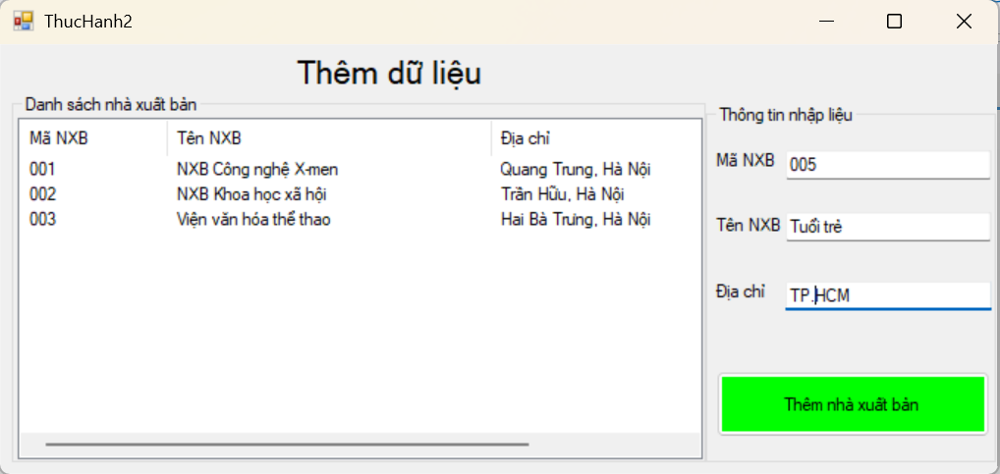 ThucHanh2
Thêm dữ liệu
Danh sách nhà xuất bản
Mã NXB Tên NXB Địa chỉ
001 NXB Công nghệ X-men Quang Trung, Hà Nội
002 NXB Khoa học xã hội Trần Hữu, Hà Nội
003 Viện văn hóa thể thao Hai Bà Trưng, Hà Nội
Thông tin nhập liệu
Mã NXB 005
Tên NXB Tuổi trẻ
Địa chỉ TP.HCM
Thêm nhà xuất bản